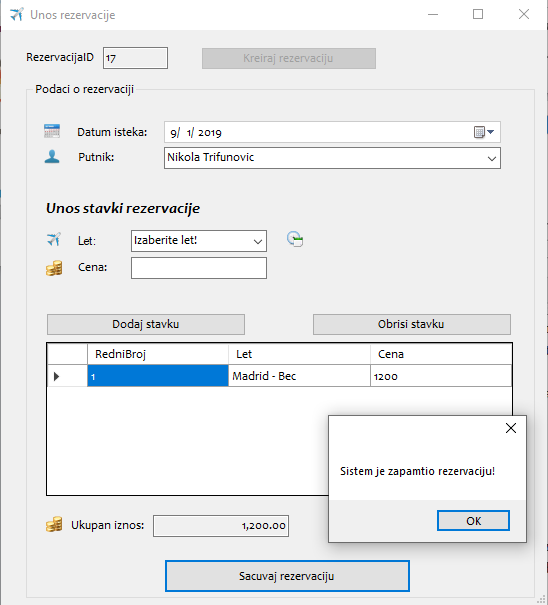 Unos rezervacije
RezervacijaID 17 Kreiraj rezervaciju
Podaci o rezervaciji
Datum isteka: 9/ 1/ 2019
Putnik: Nikola Trifunovic
Unos stavki rezervacije
Let: Izaberite let!
Cena:
Dodaj stavku Obrisi stavku
RedniBroj Let Cena
1 Madrid - Bec 1200
Sistem je zapamtio rezervaciju!
OK
Ukupan iznos: 1,200.00
Sacuvaj rezervaciju